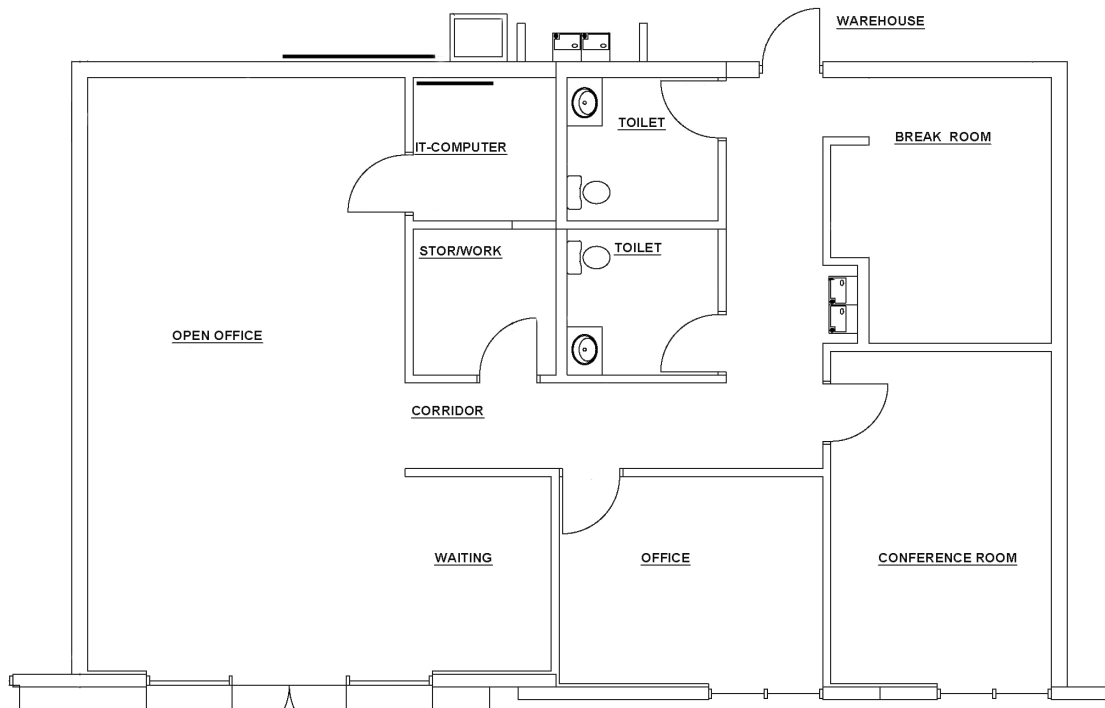 WAREHOUSE
TOILET
BREAK ROOM
IT-COMPUTER
STOR/WORK
TOILET
OPEN OFFICE
CORRIDOR
WAITING
OFFICE
CONFERENCE ROOM